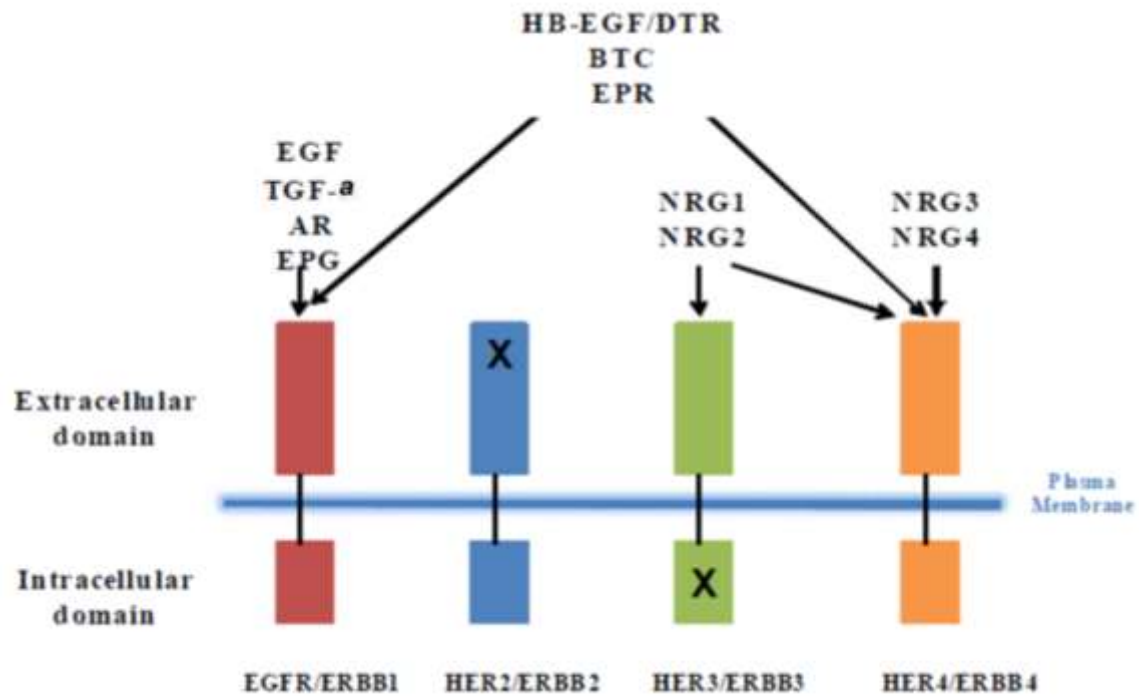 HB-EGF/DTR
BTC
EPR
EGF
TGF-a
AR
EPG
NRG1
NRG2
NRG3
NRG4
X
Extracellular
domain
Plasma
Membrane
Intracellular
domain
X
EGFR/ERBB1 HER2/ERBB2 HER3/ERBB3 HER4/ERBB4